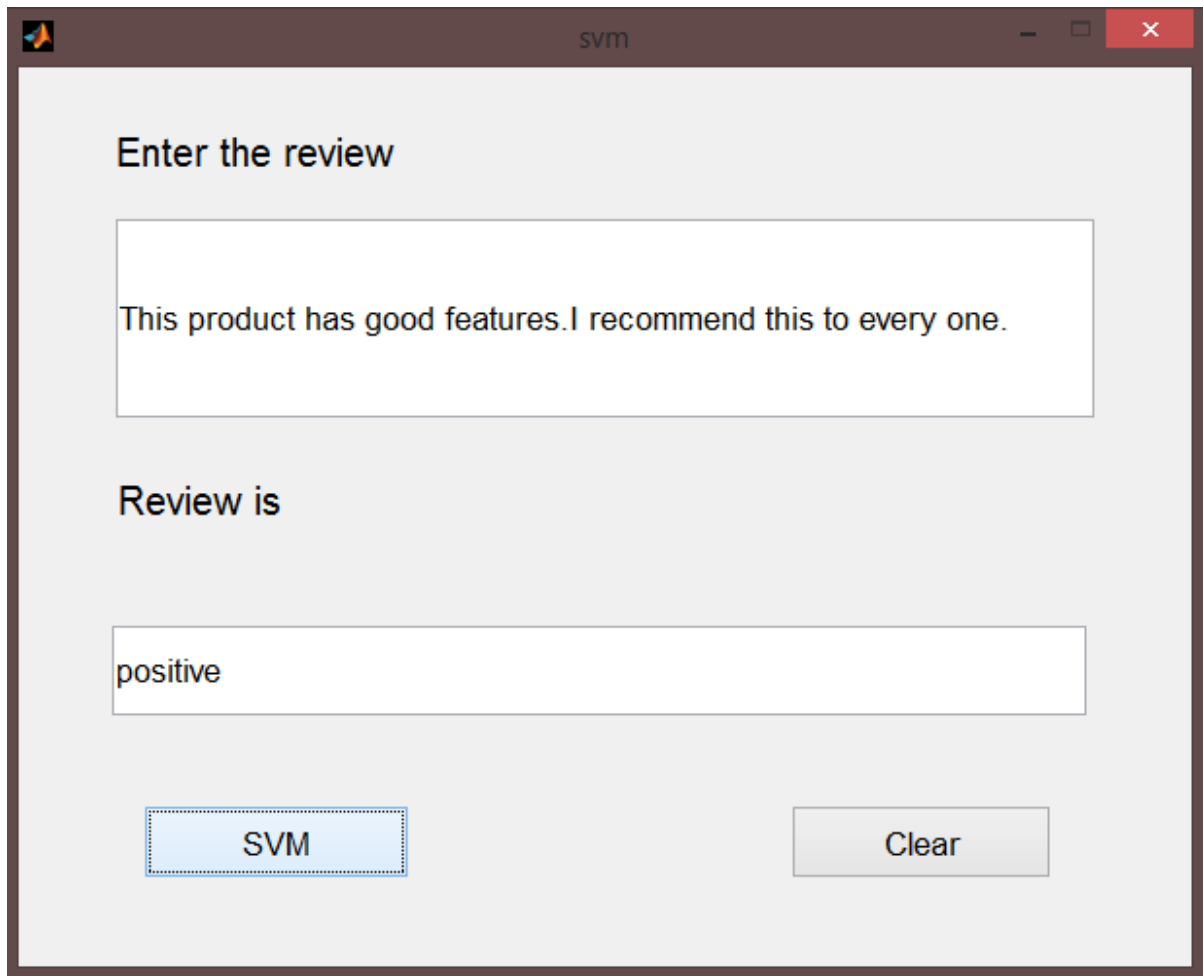 svm
Enter the review
This product has good features.I recommend this to every one.
Review is
positive
SVM
Clear